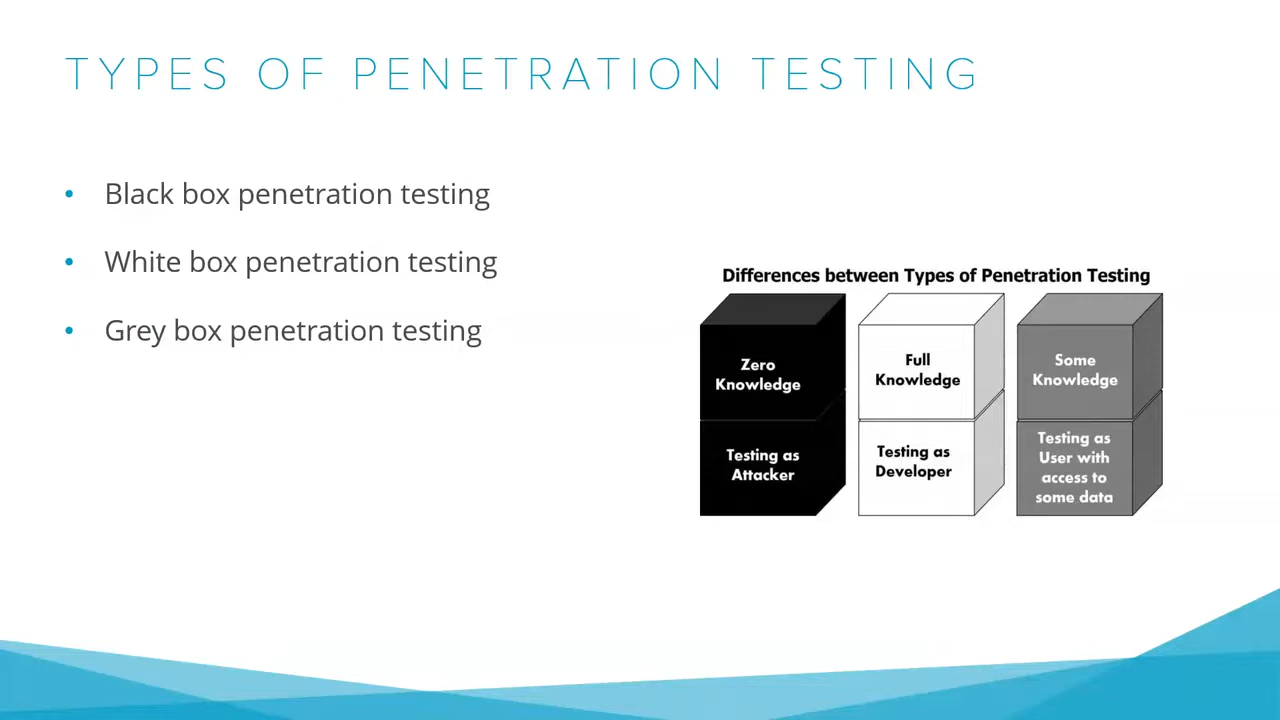 TYPES OF PENETRATION TESTING
• Black box penetration testing
• White box penetration testing
• Grey box penetration testing
Differences between Types of Penetration Testing
Zero
Knowledge
Testing as
Attacker
Full
Knowledge
Testing as
Developer
Some
Knowledge
Testing as
User with
access to
some data